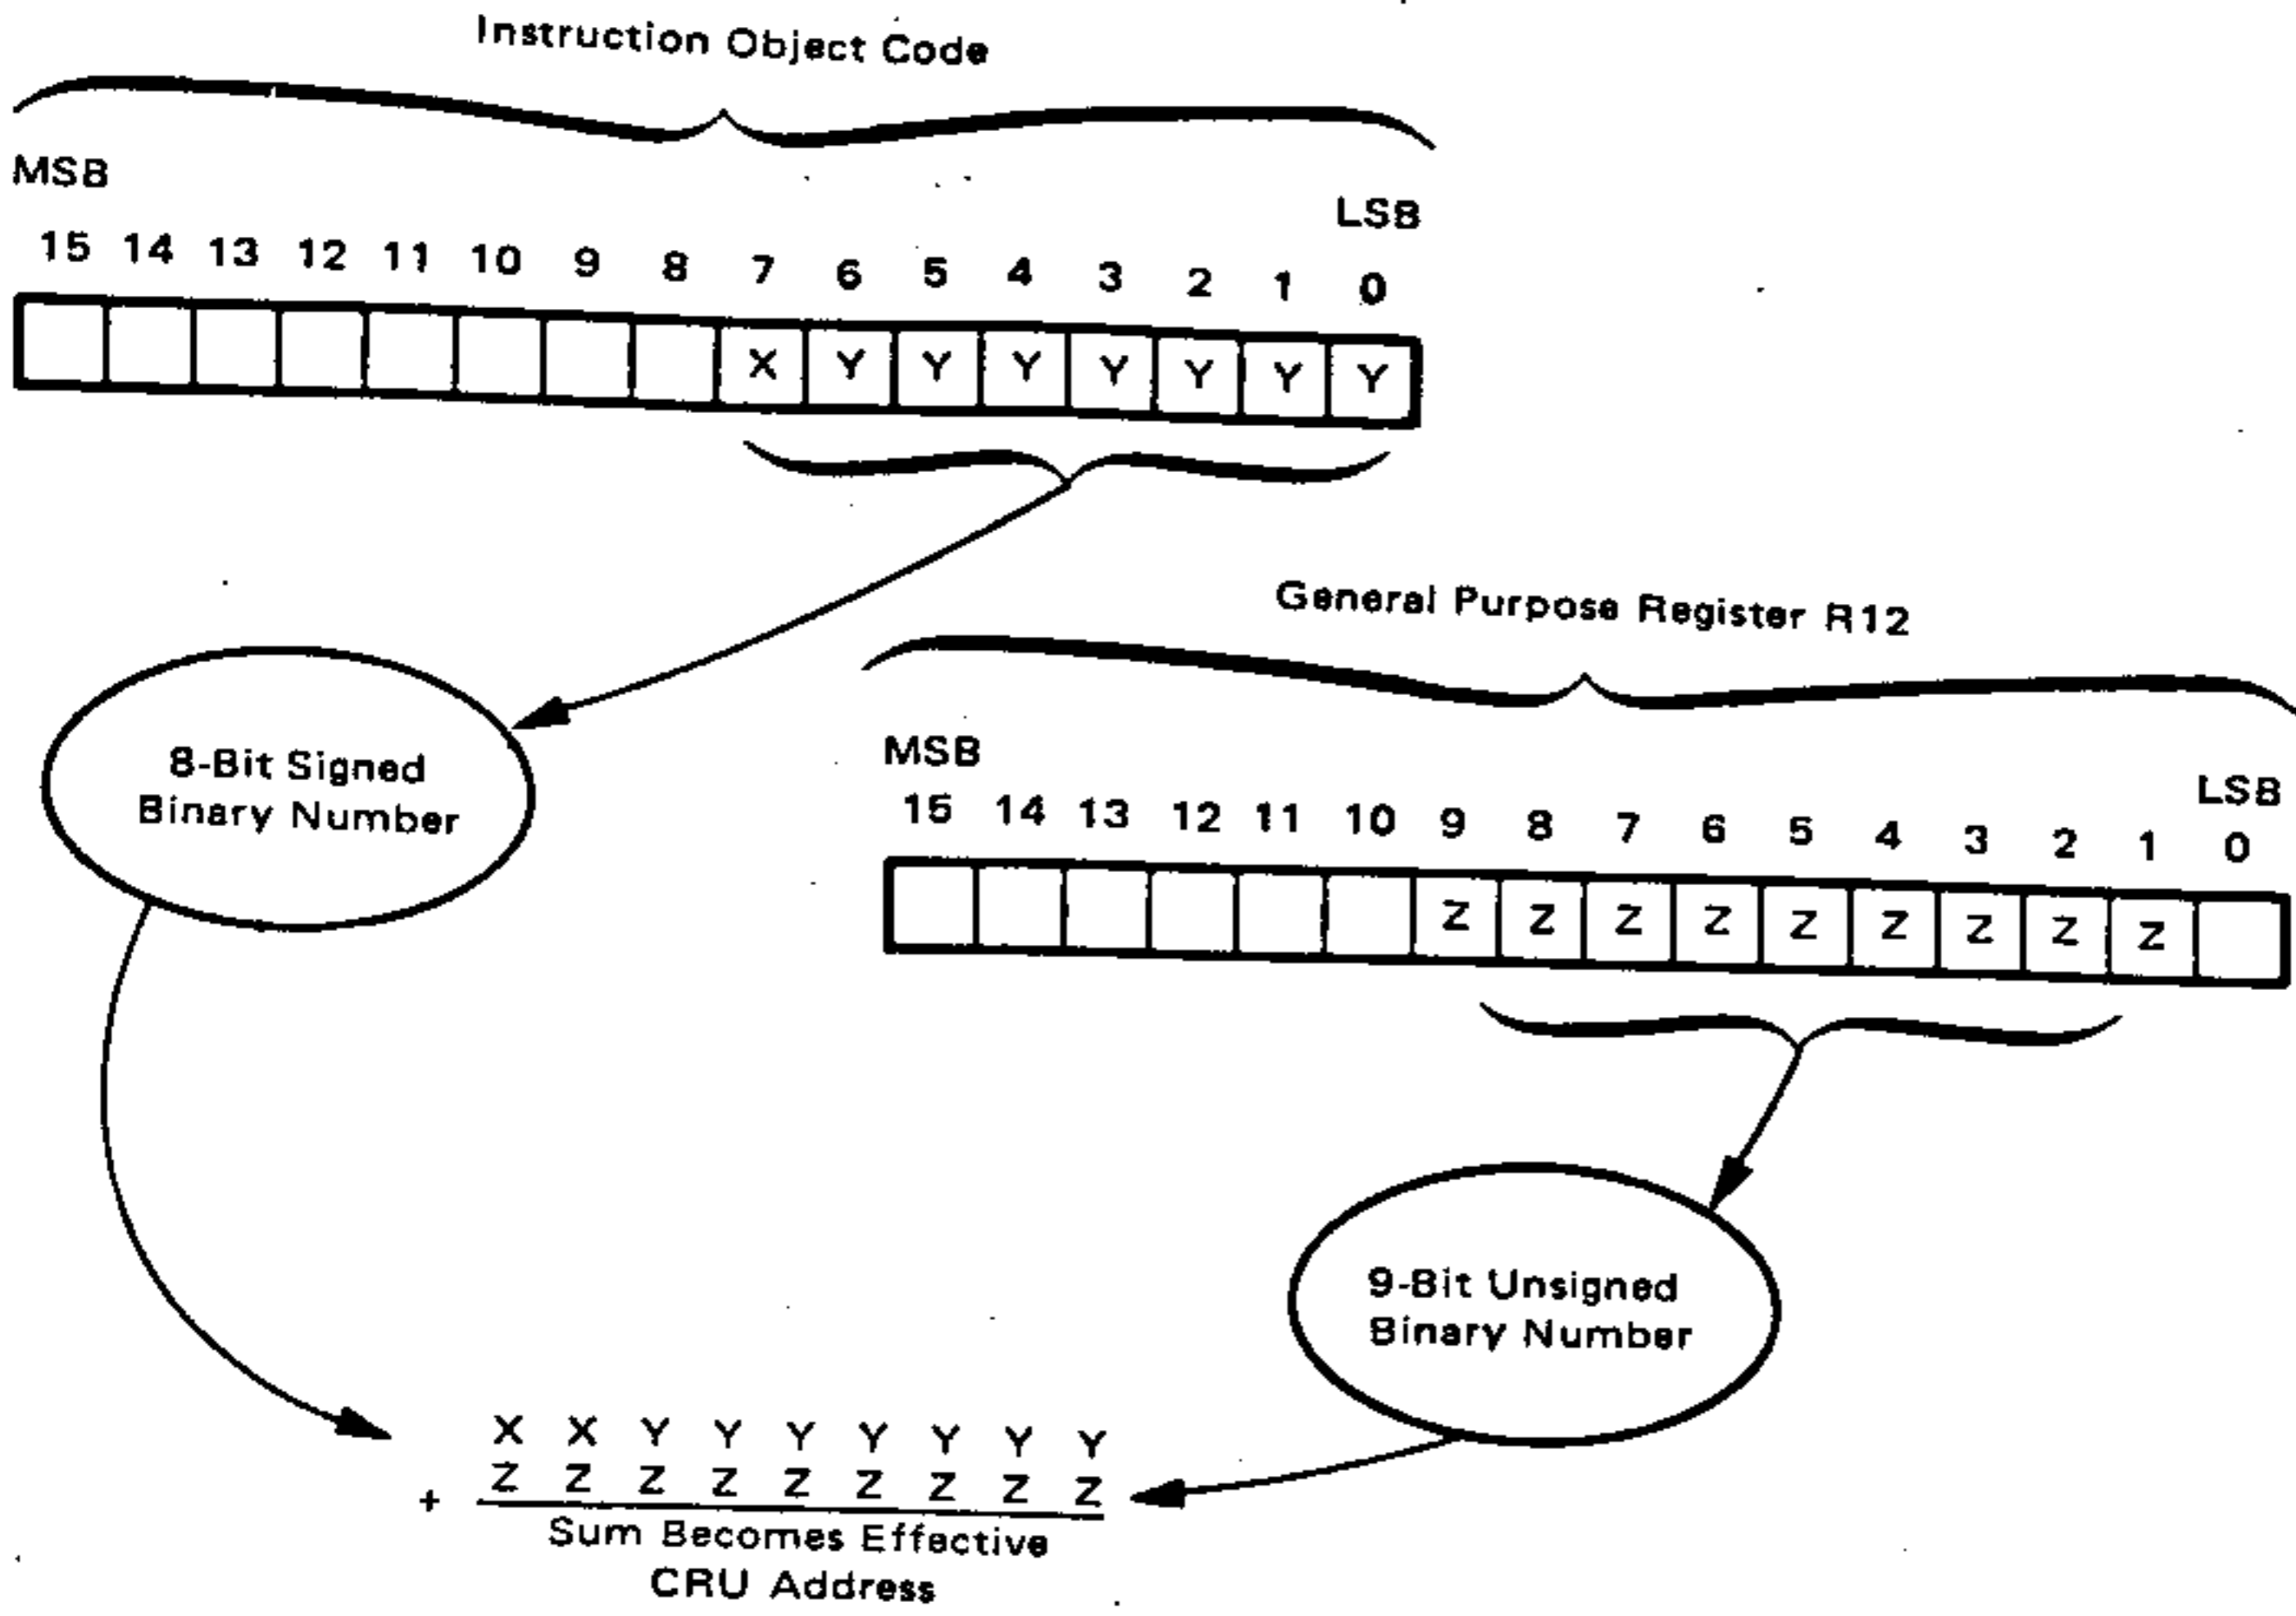 Instruction Object Code
MSB
LSB
15 14 13 12 11 10 9 8 7 6 5 4 3 2 1 0
X Y Y Y Y Y Y Y
8-Bit Signed
Binary Number
General Purpose Register R12
MSB
LSB
15 14 13 12 11 10 9 8 7 6 5 4 3 2 1 0
Z Z Z Z Z Z Z Z Z
9-Bit Unsigned
Binary Number
X X Y Y Y Y Y Y Y
+ Z Z Z Z Z Z Z Z Z
Sum Becomes Effective
CRU Address